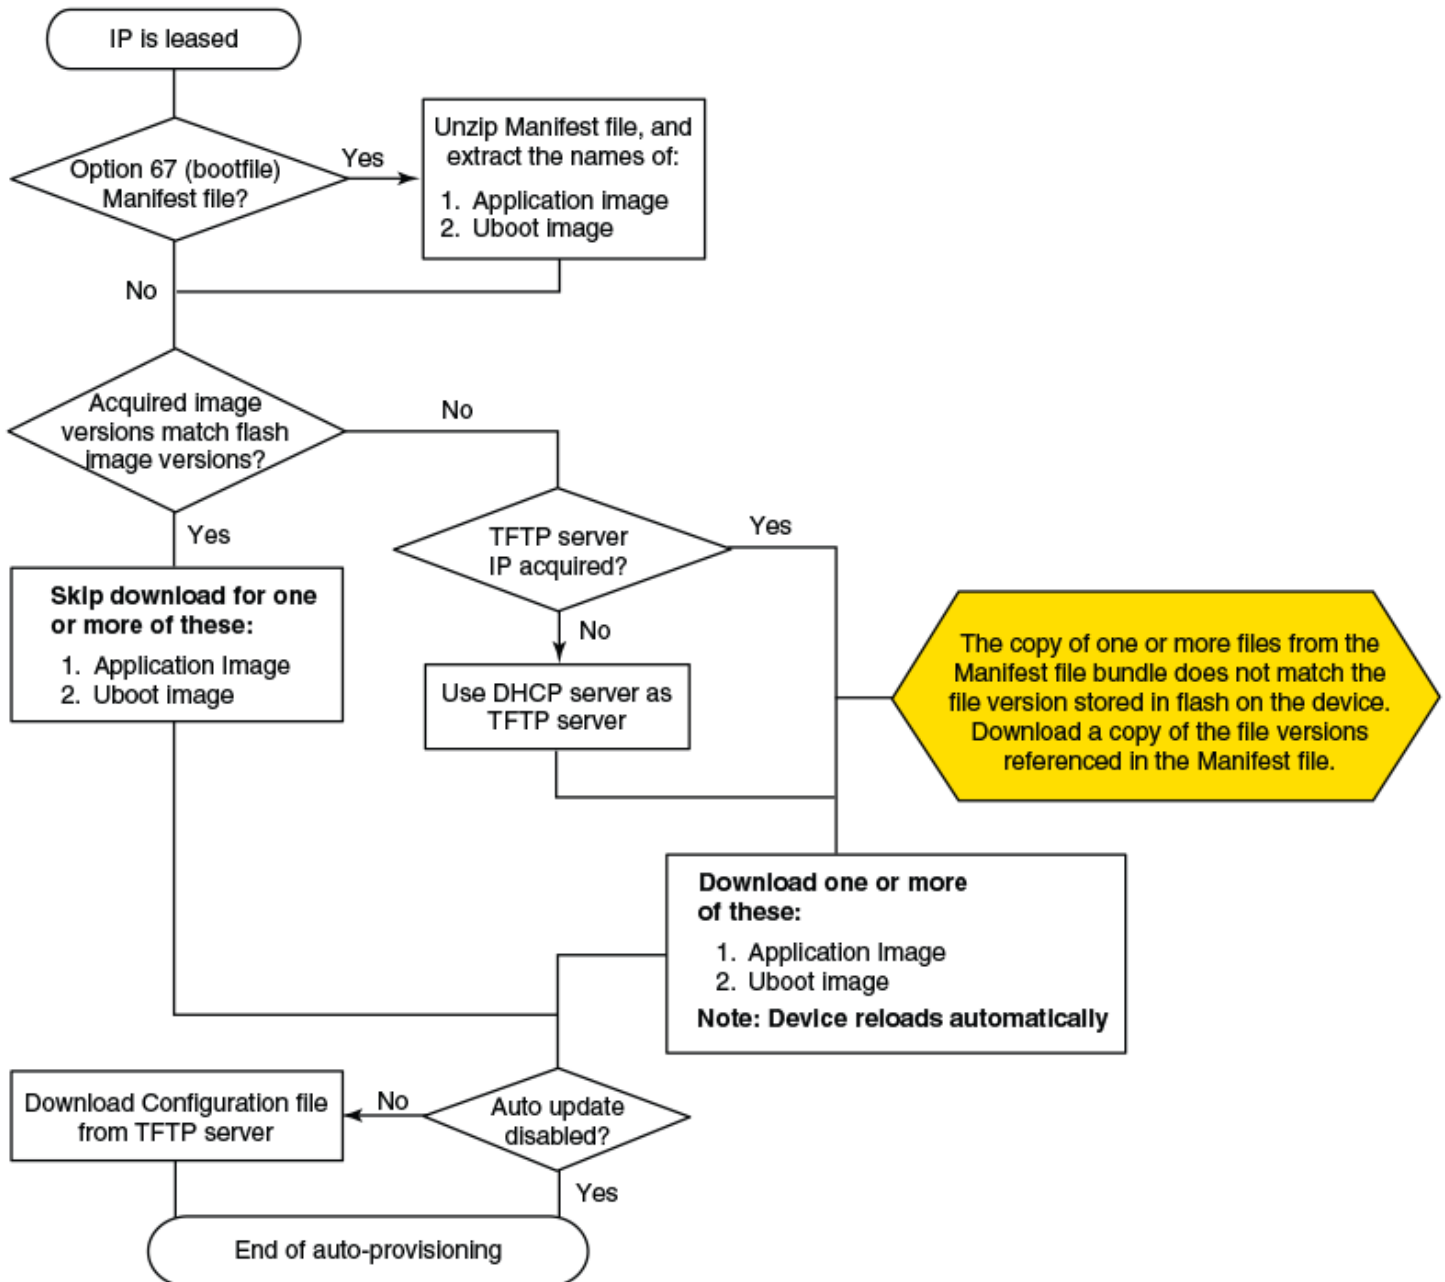 IP is leased
Option 67 (bootfile)
Manifest file?
Yes
Unzip Manifest file, and
extract the names of:
1. Application image
2. Uboot image
No
Acquired image
versions match flash
image versions?
No
Yes
TFTP server
IP acquired?
Yes
No
Skip download for one
or more of these:
1. Application Image
2. Uboot image
Use DHCP server as
TFTP server
The copy of one or more files from the
Manifest file bundle does not match the
file version stored in flash on the device.
Download a copy of the file versions
referenced in the Manifest file.
Download one or more
of these:
1. Application Image
2. Uboot image
Note: Device reloads automatically
Auto update
disabled?
No
Download Configuration file
from TFTP server
Yes
End of auto-provisioning